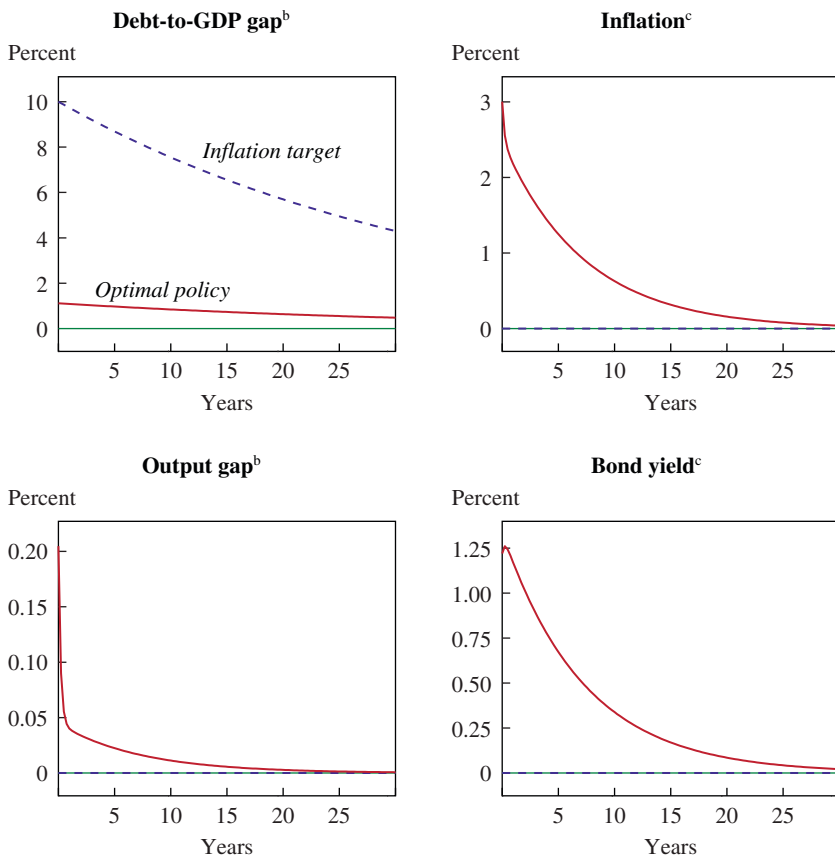 Debt-to-GDP gapᵇ
Percent
10
8
6
4
2
0
Inflation target
Optimal policy
5 10 15 20 25
Years
Inflationᶜ
Percent
3
2
1
0
5 10 15 20 25
Years
Output gapᵇ
Percent
0.20
0.15
0.10
0.05
0
5 10 15 20 25
Years
Bond yieldᶜ
Percent
1.25
1.00
0.75
0.50
0.25
0
5 10 15 20 25
Years